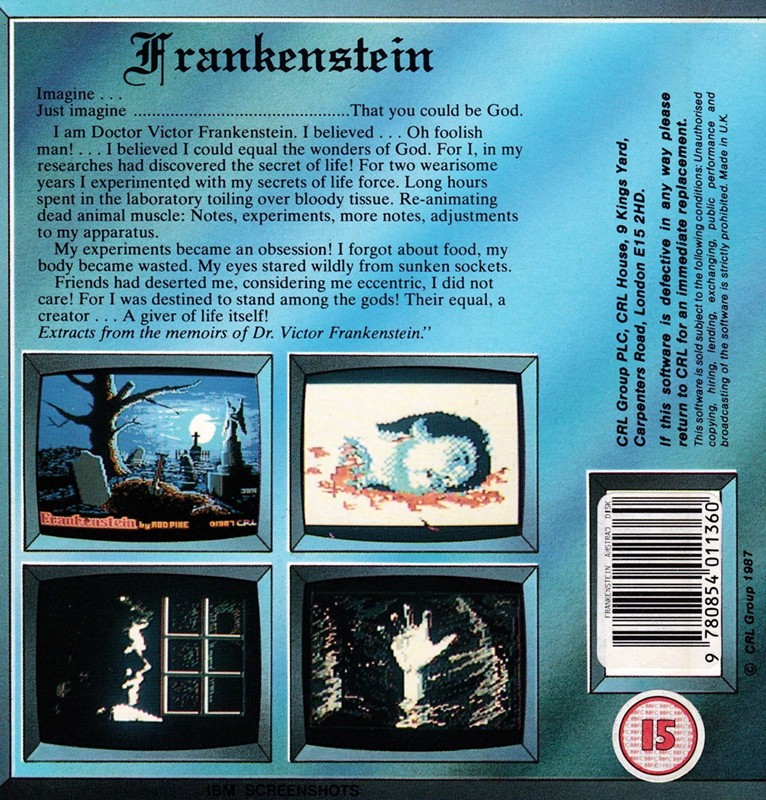 Frankenstein
Imagine . . .
Just imagine ................................................That you could be God.
I am Doctor Victor Frankenstein. I believed . . . Oh foolish
man! . . . I believed I could equal the wonders of God. For I, in my
researches had discovered the secret of life! For two wearisome
years I experimented with my secrets of life force. Long hours
spent in the laboratory toiling over bloody tissue. Re-animating
dead animal muscle: Notes, experiments, more notes, adjustments
to my apparatus.
My experiments became an obsession! I forgot about food, my
body became wasted. My eyes stared wildly from sunken sockets.
Friends had deserted me, considering me eccentric, I did not
care! For I was destined to stand among the gods! Their equal, a
creator . . . A giver of life itself!
Extracts from the memoirs of Dr. Victor Frankenstein."
Frankenstein by ROD PIKE ©1987 CRL
IBM SCREENSHOTS
CRL Group PLC, CRL House, 9 Kings Yard,
Carpenters Road, London E15 2HD.
If this software is defective in any way please
return to CRL for an immediate replacement.
This software is sold subject to the following conditions: Unauthorised
copying, hiring, lending, exchanging, public performance and
broadcasting of the software is strictly prohibited. Made in U.K.
FRANKENSTEIN AMSTRAD DISK
9 780854 011360
© CRL Group 1987
15